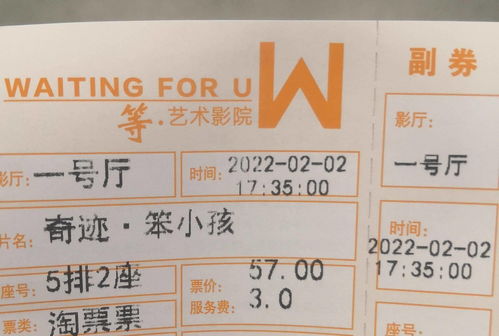 WAITING FOR U W
等.艺术影院
影厅: 一号厅 时间: 2022-02-02
17:35:00
片名: 奇迹·笨小孩
座号: 5排2座 票价: 57.00
服务费: 3.0
票类: 淘票票
副券
影厅:
一号厅
时间:
2022-02-02
17:35:00
座号: